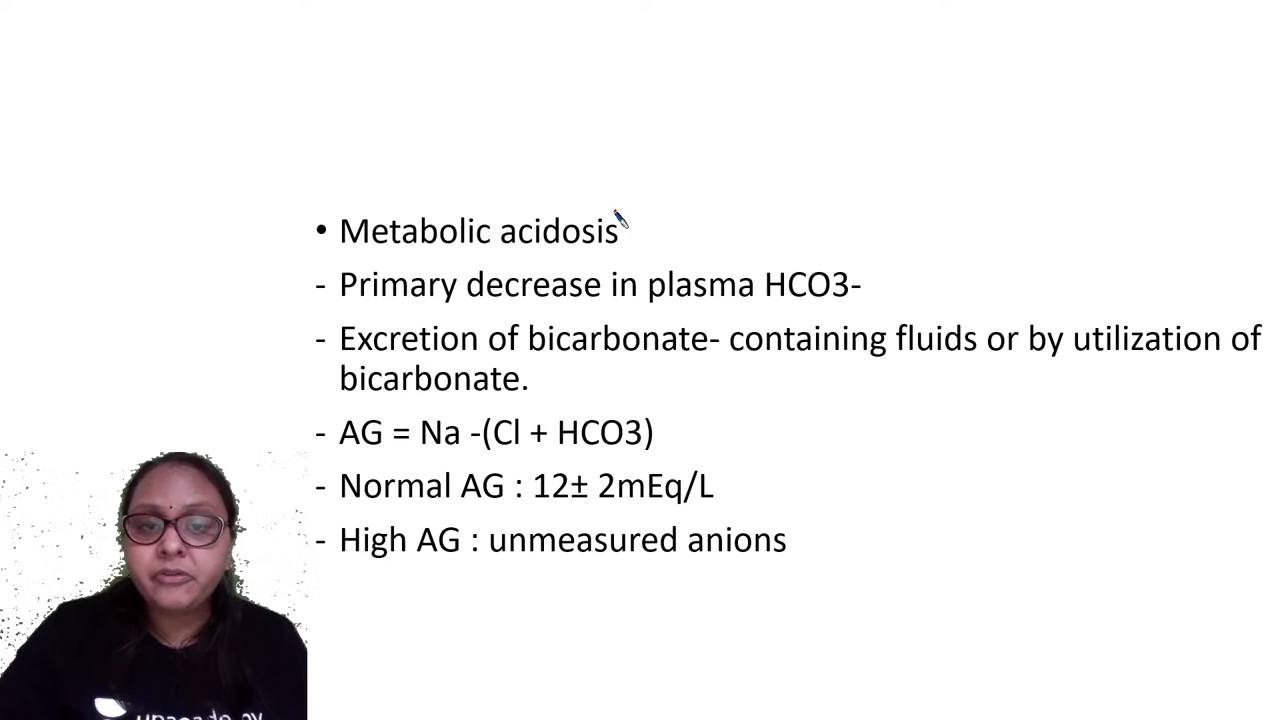 • Metabolic acidosis
- Primary decrease in plasma HCO3-
- Excretion of bicarbonate- containing fluids or by utilization of
bicarbonate.
- AG = Na -(Cl + HCO3)
- Normal AG : 12± 2mEq/L
- High AG : unmeasured anions